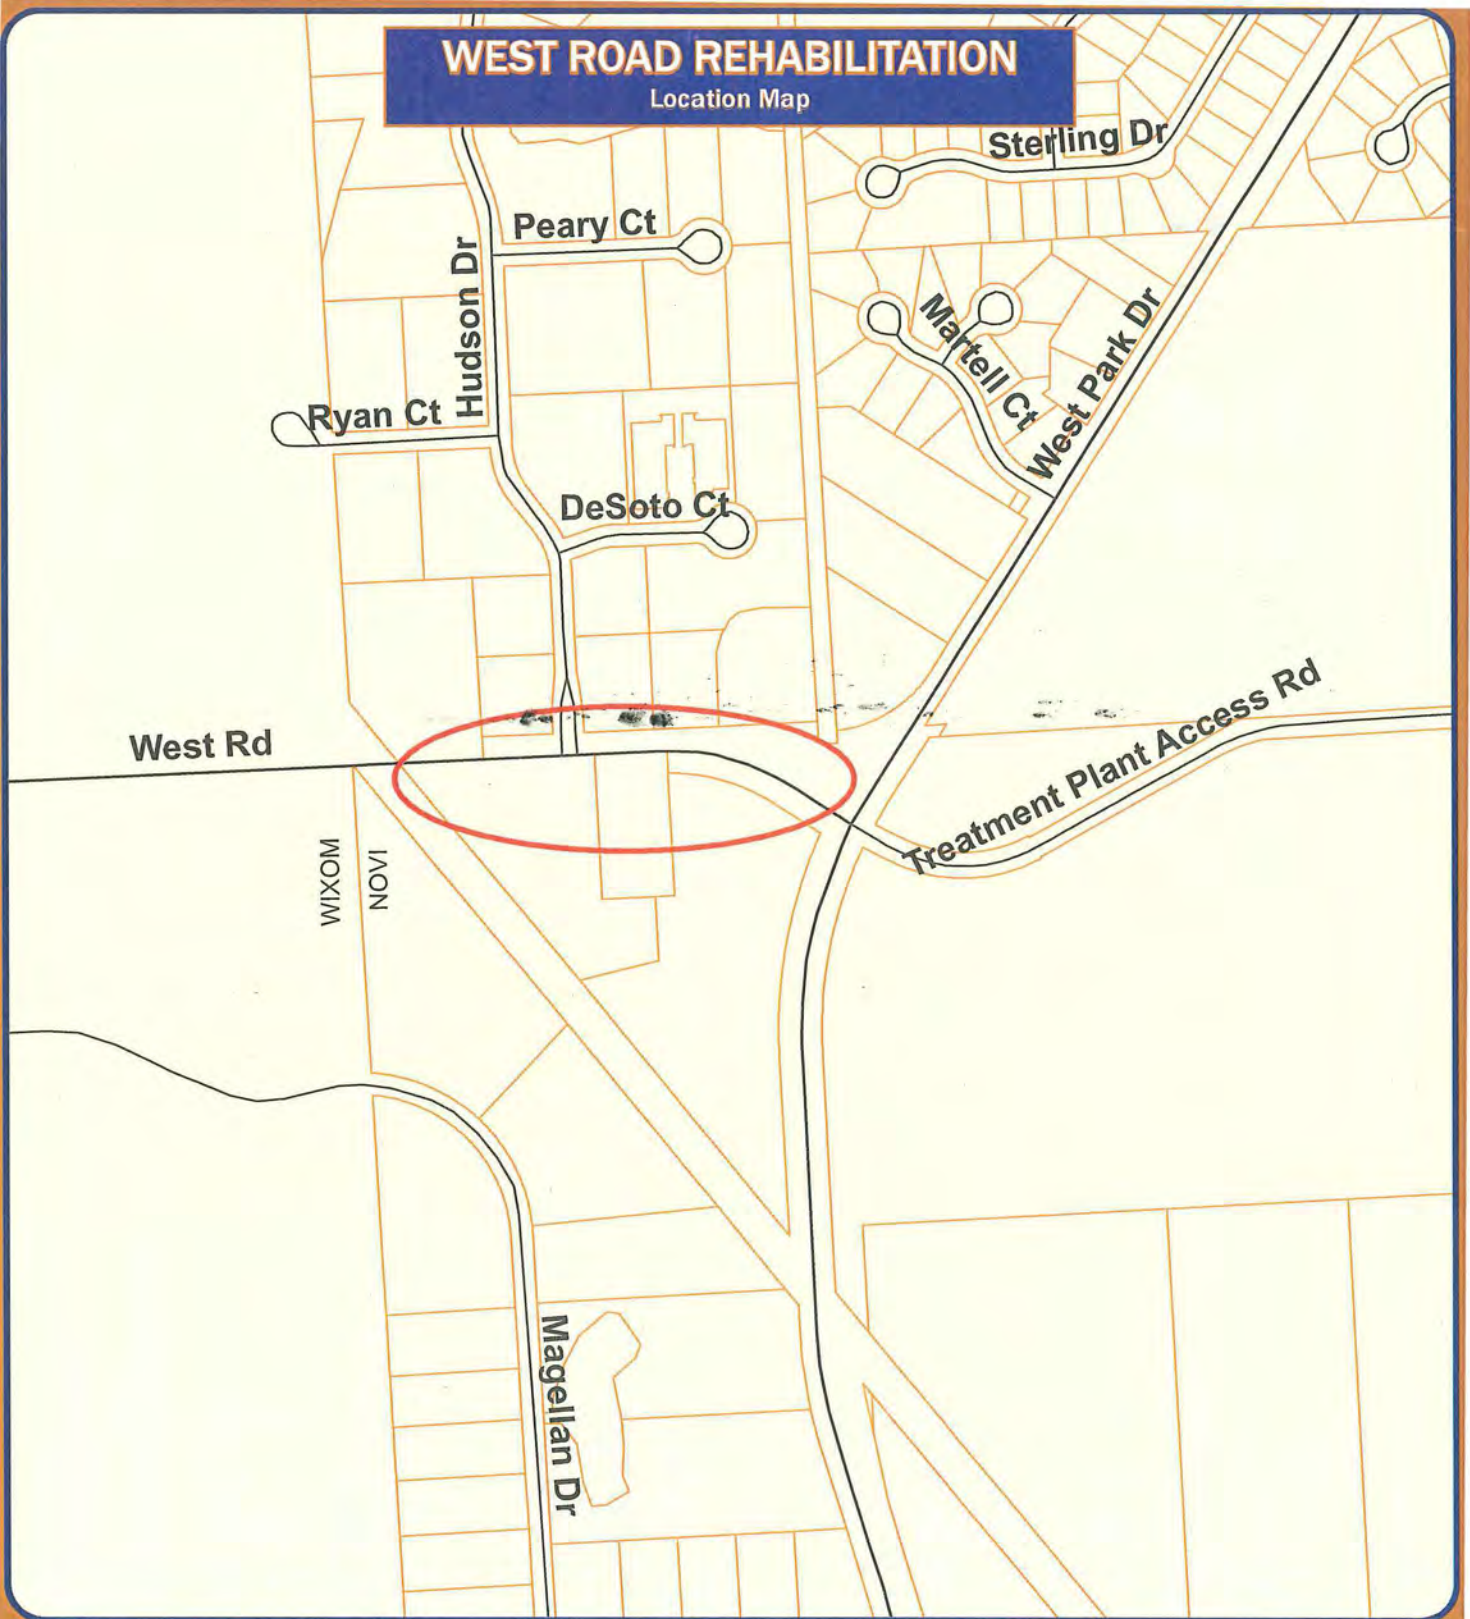 WEST ROAD REHABILITATION
Location Map
Sterling Dr
Peary Ct
Hudson Dr
Martell Ct
West Park Dr
Ryan Ct
DeSoto Ct
West Rd
Treatment Plant Access Rd
WIXOM
NOVI
Magellan Dr